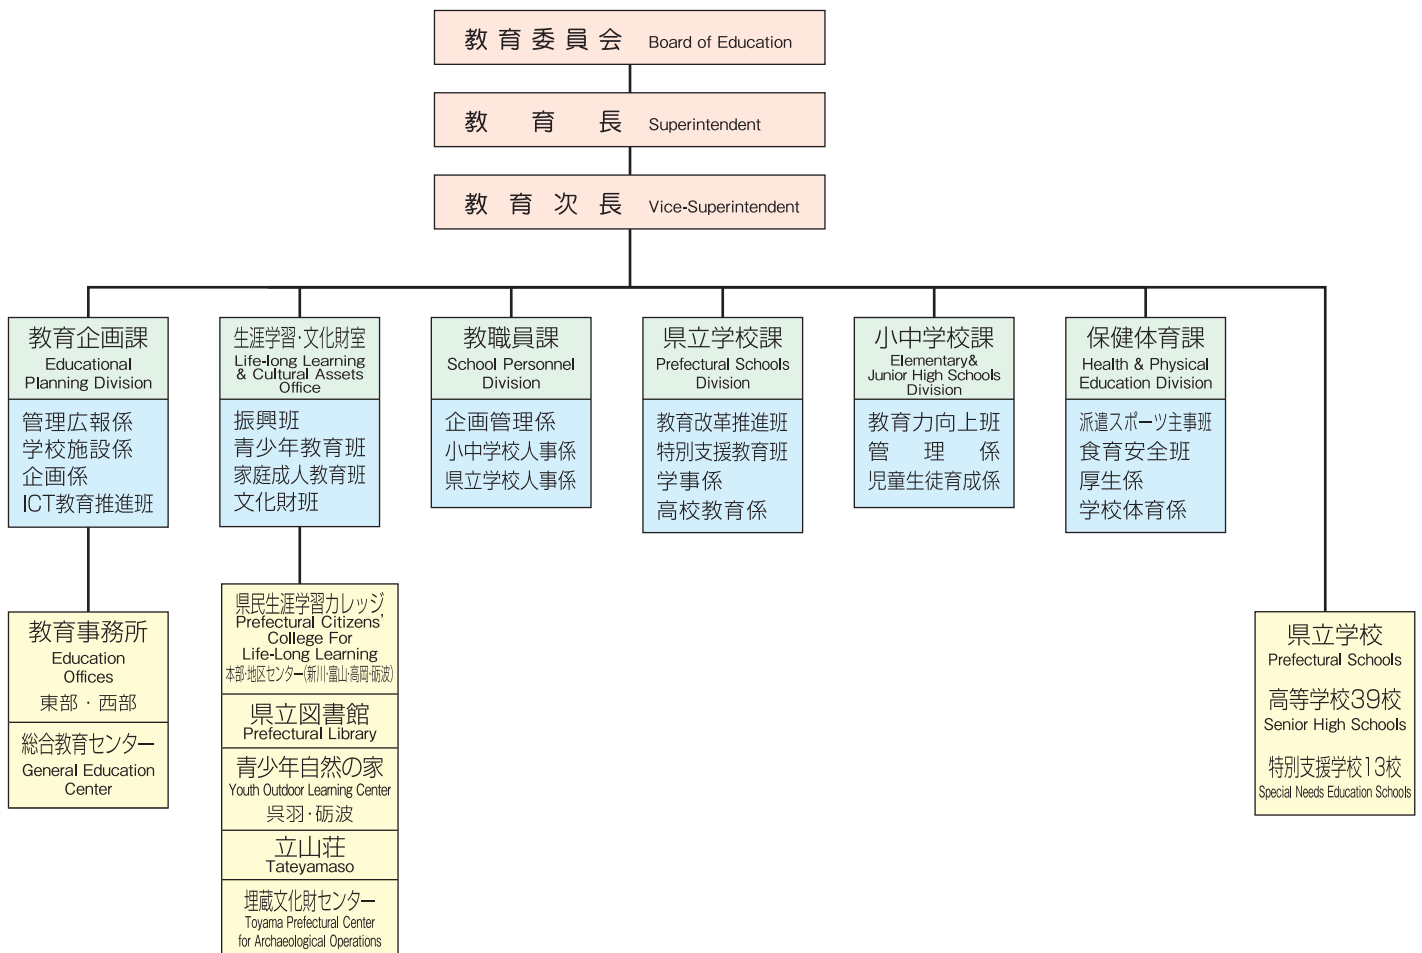 教育委員会 Board of Education
教育長 Superintendent
教育次長 Vice-Superintendent
教育企画課
Educational
Planning Division
管理広報係
学校施設係
企画係
ICT教育推進班
教育事務所
Education
Offices
東部・西部
総合教育センター
General Education
Center
生涯学習・文化財室
Life-long Learning
& Cultural Assets
Office
振興班
青少年教育班
家庭成人教育班
文化財班
県民生涯学習カレッジ
Prefectural Citizens'
College For
Life-Long Learning
本部・地区センター(新川・富山・高岡・砺波)
県立図書館
Prefectural Library
青少年自然の家
Youth Outdoor Learning Center
呉羽・砺波
立山荘
Tateyamaso
埋蔵文化財センター
Toyama Prefectural Center
for Archaeological Operations
教職員課
School Personnel
Division
企画管理係
小中学校人事係
県立学校人事係
県立学校課
Prefectural Schools
Division
教育改革推進班
特別支援教育班
学事係
高校教育係
小中学校課
Elementary&
Junior High Schools
Division
教育力向上班
管理係
児童生徒育成係
保健体育課
Health & Physical
Education Division
派遣スポーツ主事班
食育安全班
厚生係
学校体育係
県立学校
Prefectural Schools
高等学校39校
Senior High Schools
特別支援学校13校
Special Needs Education Schools